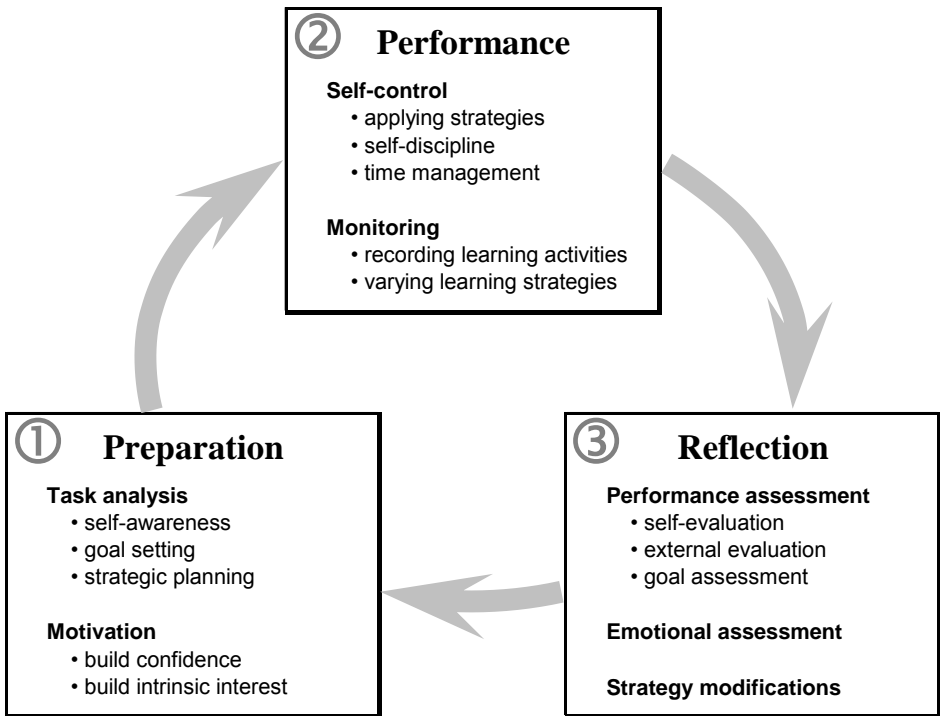 ② Performance
Self-control
• applying strategies
• self-discipline
• time management
Monitoring
• recording learning activities
• varying learning strategies
① Preparation
Task analysis
• self-awareness
• goal setting
• strategic planning
Motivation
• build confidence
• build intrinsic interest
③ Reflection
Performance assessment
• self-evaluation
• external evaluation
• goal assessment
Emotional assessment
Strategy modifications